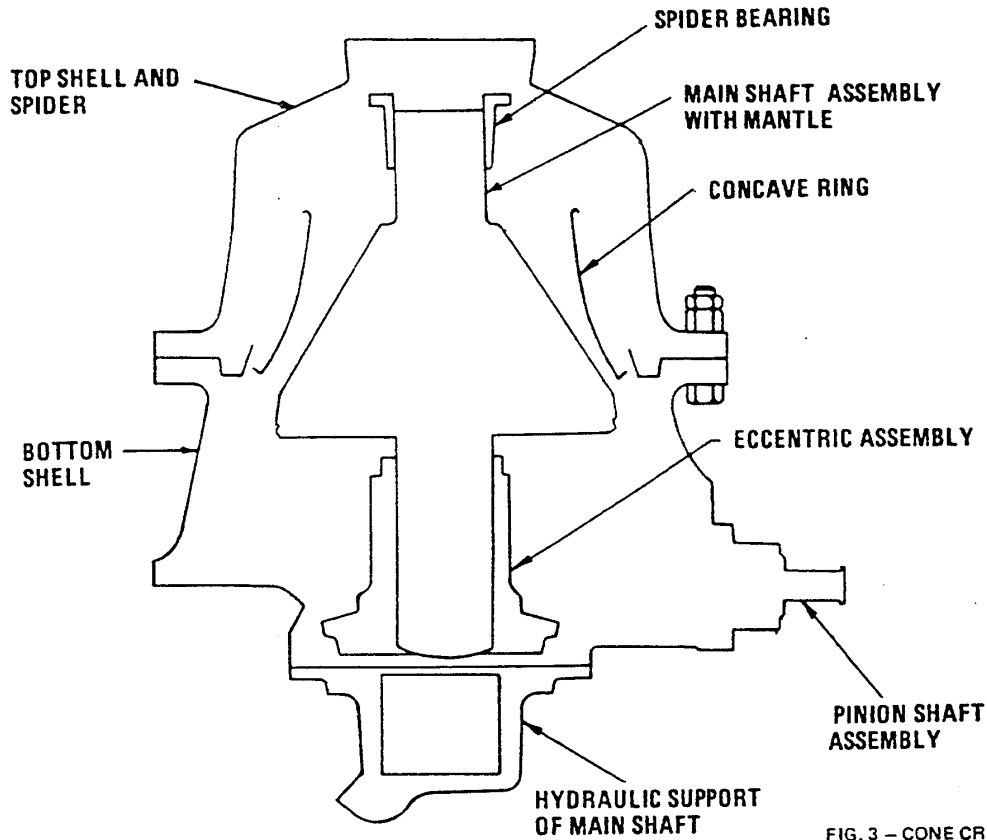 SPIDER BEARING
TOP SHELL AND
SPIDER
MAIN SHAFT ASSEMBLY
WITH MANTLE
CONCAVE RING
BOTTOM
SHELL
ECCENTRIC ASSEMBLY
PINION SHAFT
ASSEMBLY
HYDRAULIC SUPPORT
OF MAIN SHAFT
FIG. 3 – CONE CR